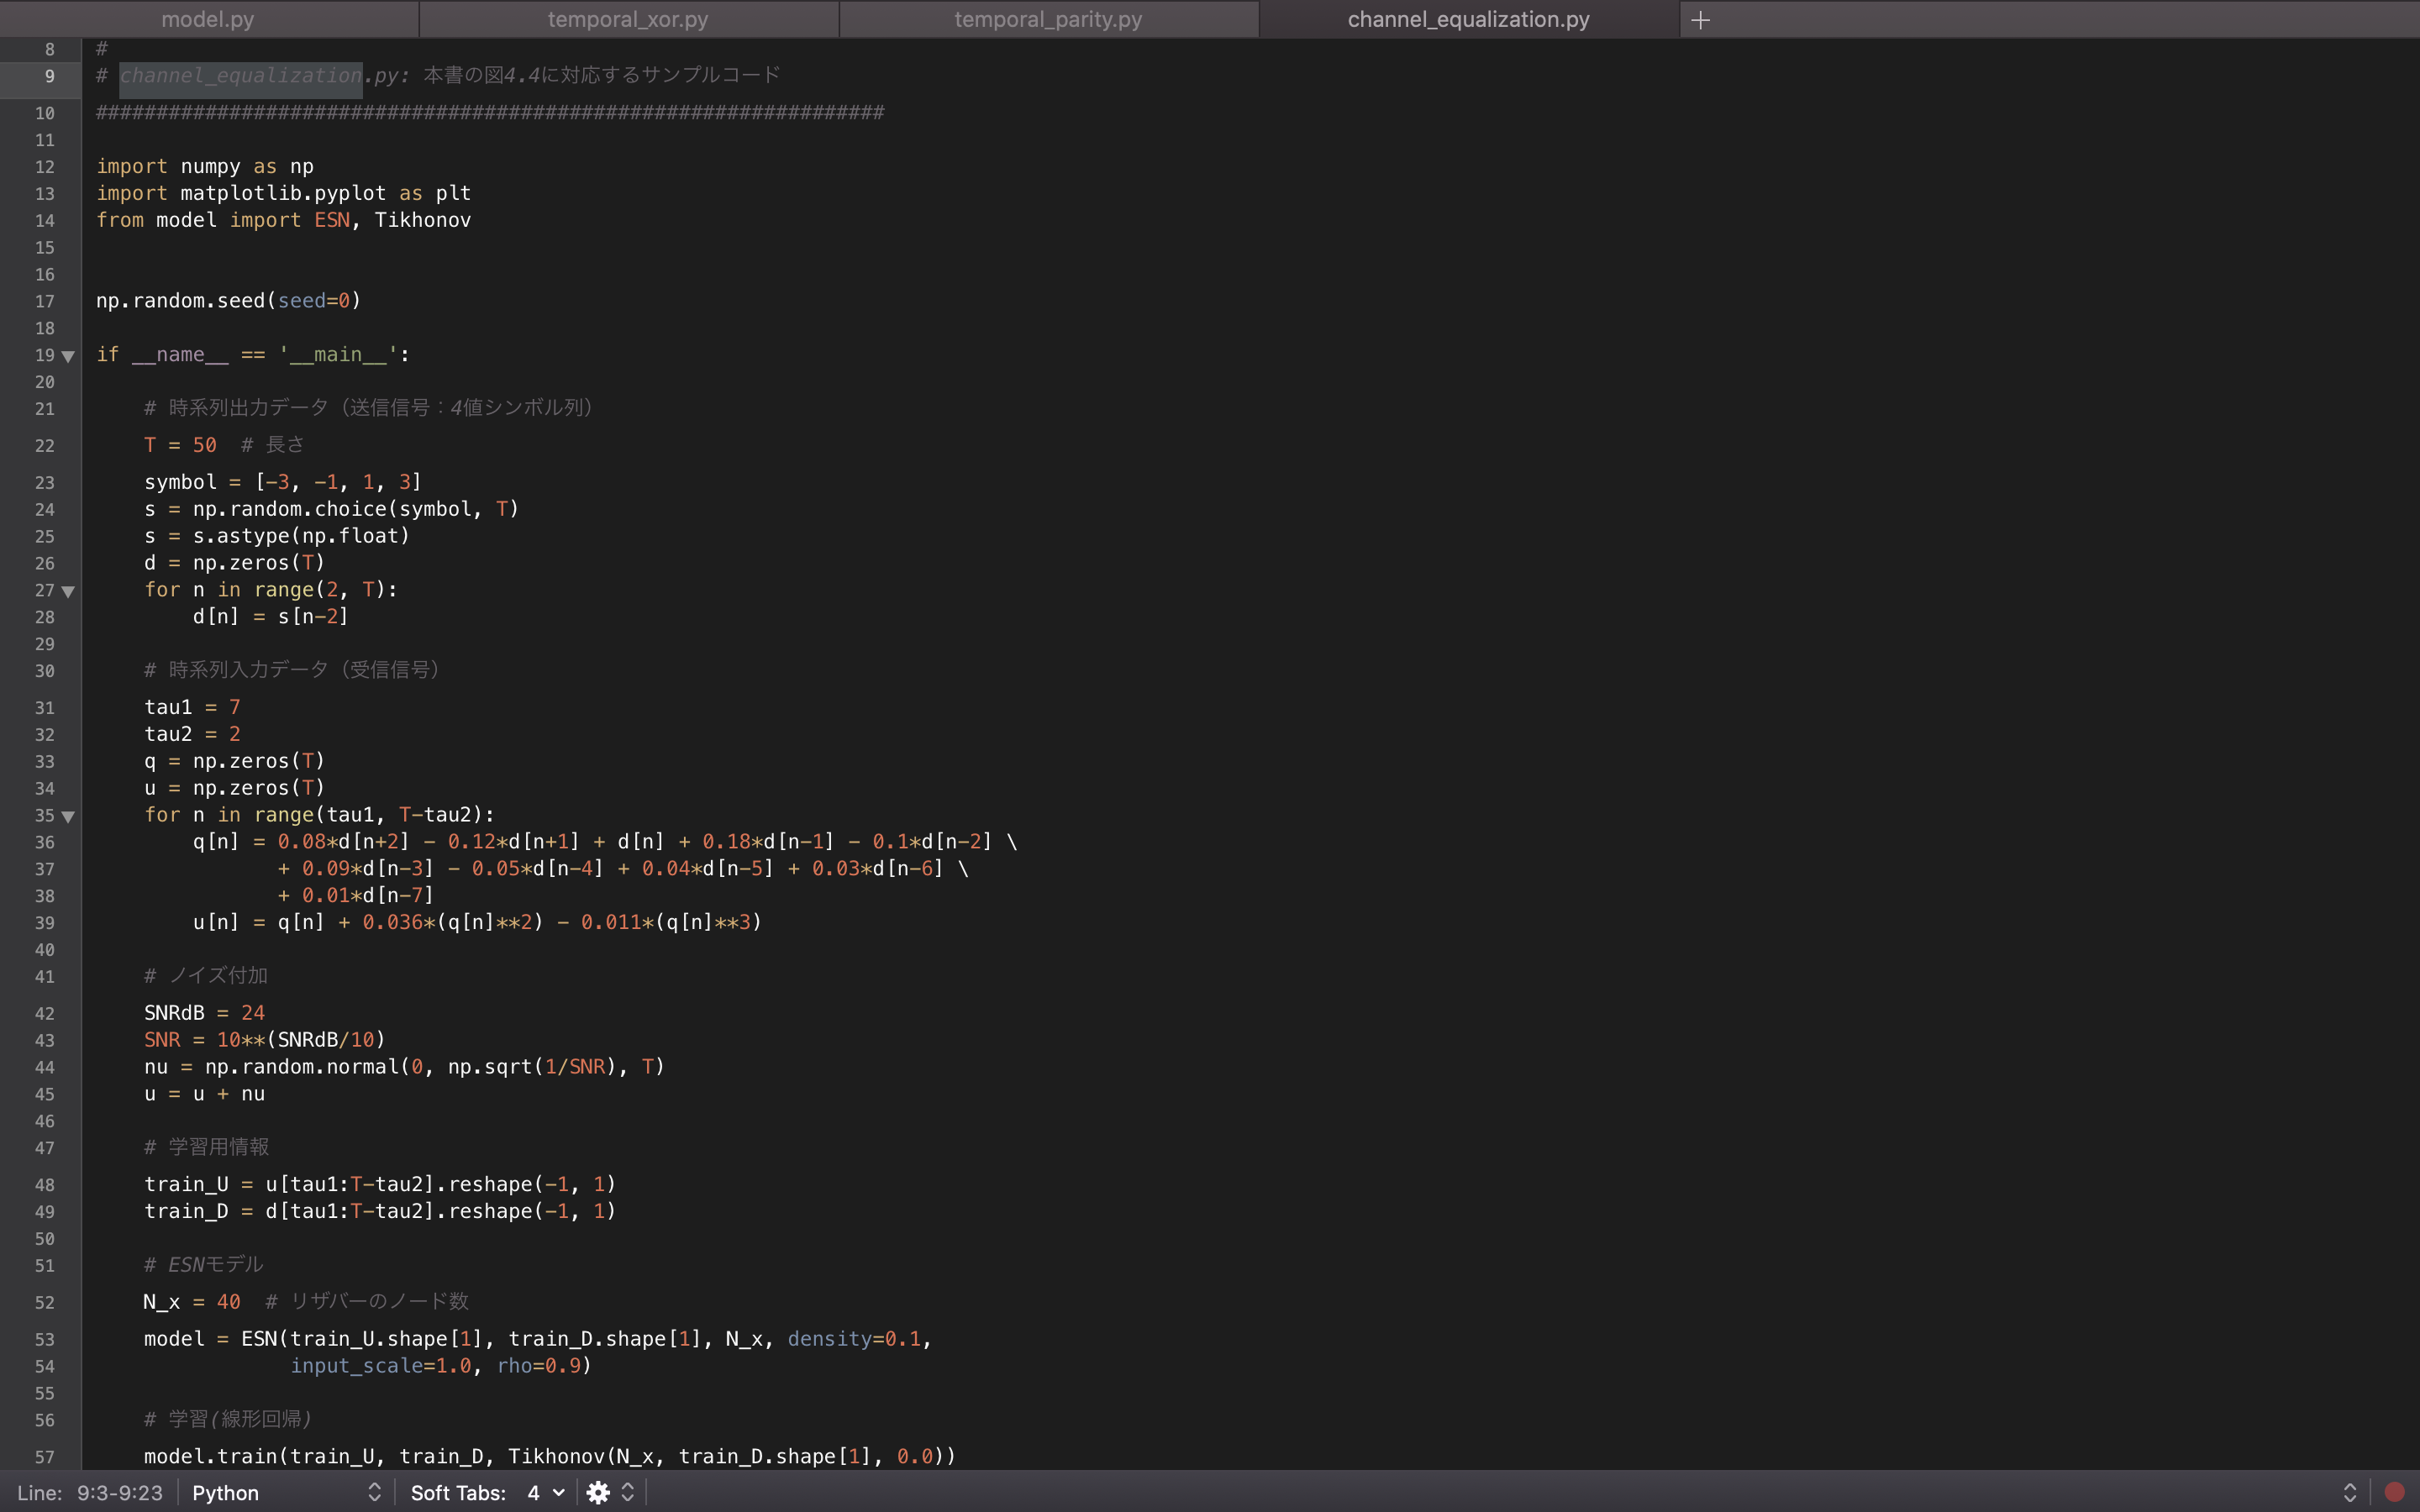 model.py temporal_xor.py temporal_parity.py channel_equalization.py +
8 #
9 # channel_equalization.py: 本書の図4.4に対応するサンプルコード
10 #################################################################
11
12 import numpy as np
13 import matplotlib.pyplot as plt
14 from model import ESN, Tikhonov
15
16
17 np.random.seed(seed=0)
18
19 if __name__ == '__main__':
20
21     # 時系列出力データ（送信信号：4値シンボル列）
22     T = 50  # 長さ
23     symbol = [-3, -1, 1, 3]
24     s = np.random.choice(symbol, T)
25     s = s.astype(np.float)
26     d = np.zeros(T)
27     for n in range(2, T):
28         d[n] = s[n-2]
29
30     # 時系列入力データ（受信信号）
31     tau1 = 7
32     tau2 = 2
33     q = np.zeros(T)
34     u = np.zeros(T)
35     for n in range(tau1, T-tau2):
36         q[n] = 0.08*d[n+2] - 0.12*d[n+1] + d[n] + 0.18*d[n-1] - 0.1*d[n-2] \
37                + 0.09*d[n-3] - 0.05*d[n-4] + 0.04*d[n-5] + 0.03*d[n-6] \
38                + 0.01*d[n-7]
39         u[n] = q[n] + 0.036*(q[n]**2) - 0.011*(q[n]**3)
40
41     # ノイズ付加
42     SNRdB = 24
43     SNR = 10**(SNRdB/10)
44     nu = np.random.normal(0, np.sqrt(1/SNR), T)
45     u = u + nu
46
47     # 学習用情報
48     train_U = u[tau1:T-tau2].reshape(-1, 1)
49     train_D = d[tau1:T-tau2].reshape(-1, 1)
50
51     # ESNモデル
52     N_x = 40  # リザバーのノード数
53     model = ESN(train_U.shape[1], train_D.shape[1], N_x, density=0.1,
54                 input_scale=1.0, rho=0.9)
55
56     # 学習(線形回帰)
57     model.train(train_U, train_D, Tikhonov(N_x, train_D.shape[1], 0.0))
Line: 9:3-9:23 Python Soft Tabs: 4